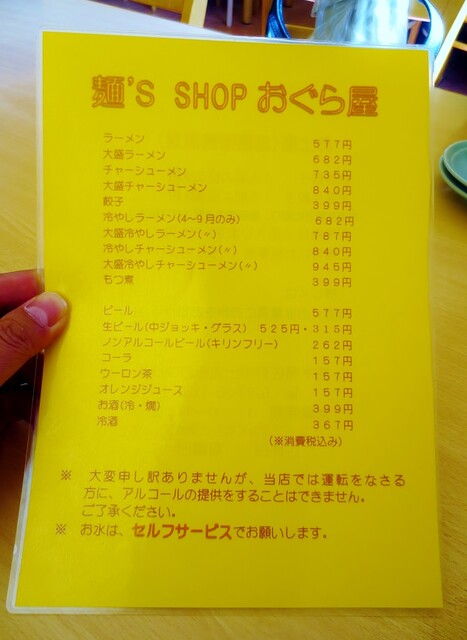 麺'S SHOP おぐら屋
ラーメン 577円
大盛ラーメン 682円
チャーシューメン 735円
大盛チャーシューメン 840円
餃子 399円
冷やしラーメン(4～9月のみ) 682円
大盛冷やしラーメン(〃) 787円
冷やしチャーシューメン(〃) 840円
大盛冷やしチャーシューメン(〃) 945円
もつ煮 399円
ビール 577円
生ビール(中ジョッキ・グラス) 525円・315円
ノンアルコールビール(キリンフリー) 262円
コーラ 157円
ウーロン茶 157円
オレンジジュース 157円
お酒(冷・燗) 399円
冷酒 367円
(※消費税込み)
※ 大変申し訳ありませんが、当店では運転をなさる
方に、アルコールの提供をすることはできません。
ご了承ください。
※ お水は、セルフサービスでお願いします。